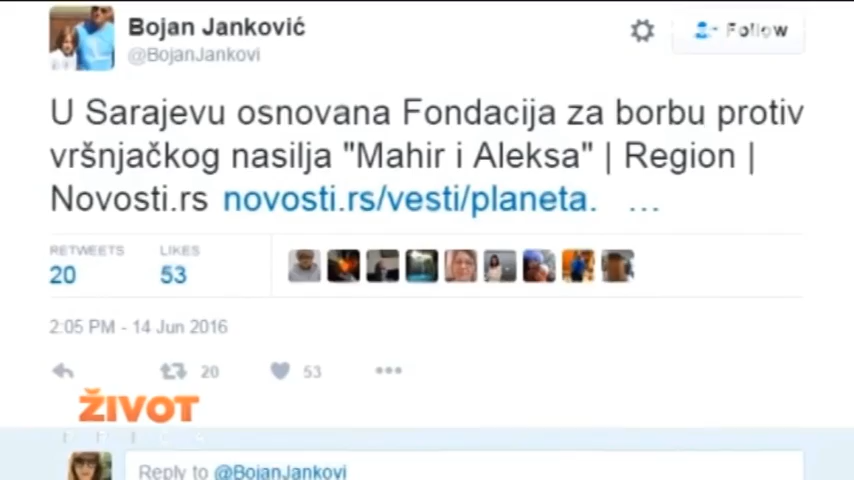 Bojan Janković
@BojanJankovi
Follow
U Sarajevu osnovana Fondacija za borbu protiv
vršnjačkog nasilja "Mahir i Aleksa" | Region |
Novosti.rs novosti.rs/vesti/planeta. ...
RETWEETS LIKES
20 53
2:05 PM - 14 Jun 2016
20 53
ŽIVOT
Reply to @BojanJankovi